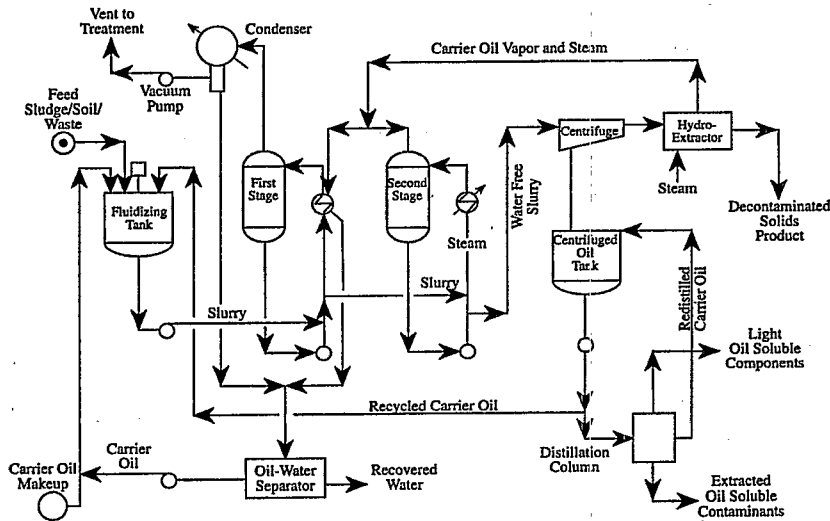 Vent to
Treatment
Condenser
Carrier Oil Vapor and Steam
Vacuum
Pump
Feed
Sludge/Soil/
Waste
Centrifuge
Hydro-
Extractor
First
Stage
Second
Stage
Water Free
Slurry
Steam
Fluidizing
Tank
Steam
Decontaminated
Solids
Product
Centrifuged
Oil
Tank
Redistilled
Carrier Oil
Slurry
Slurry
Light
Oil Soluble
Components
Recycled Carrier Oil
Distillation
Column
Carrier
Oil
Carrier Oil
Makeup
Oil-Water
Separator
Recovered
Water
Extracted
Oil Soluble
Contaminants